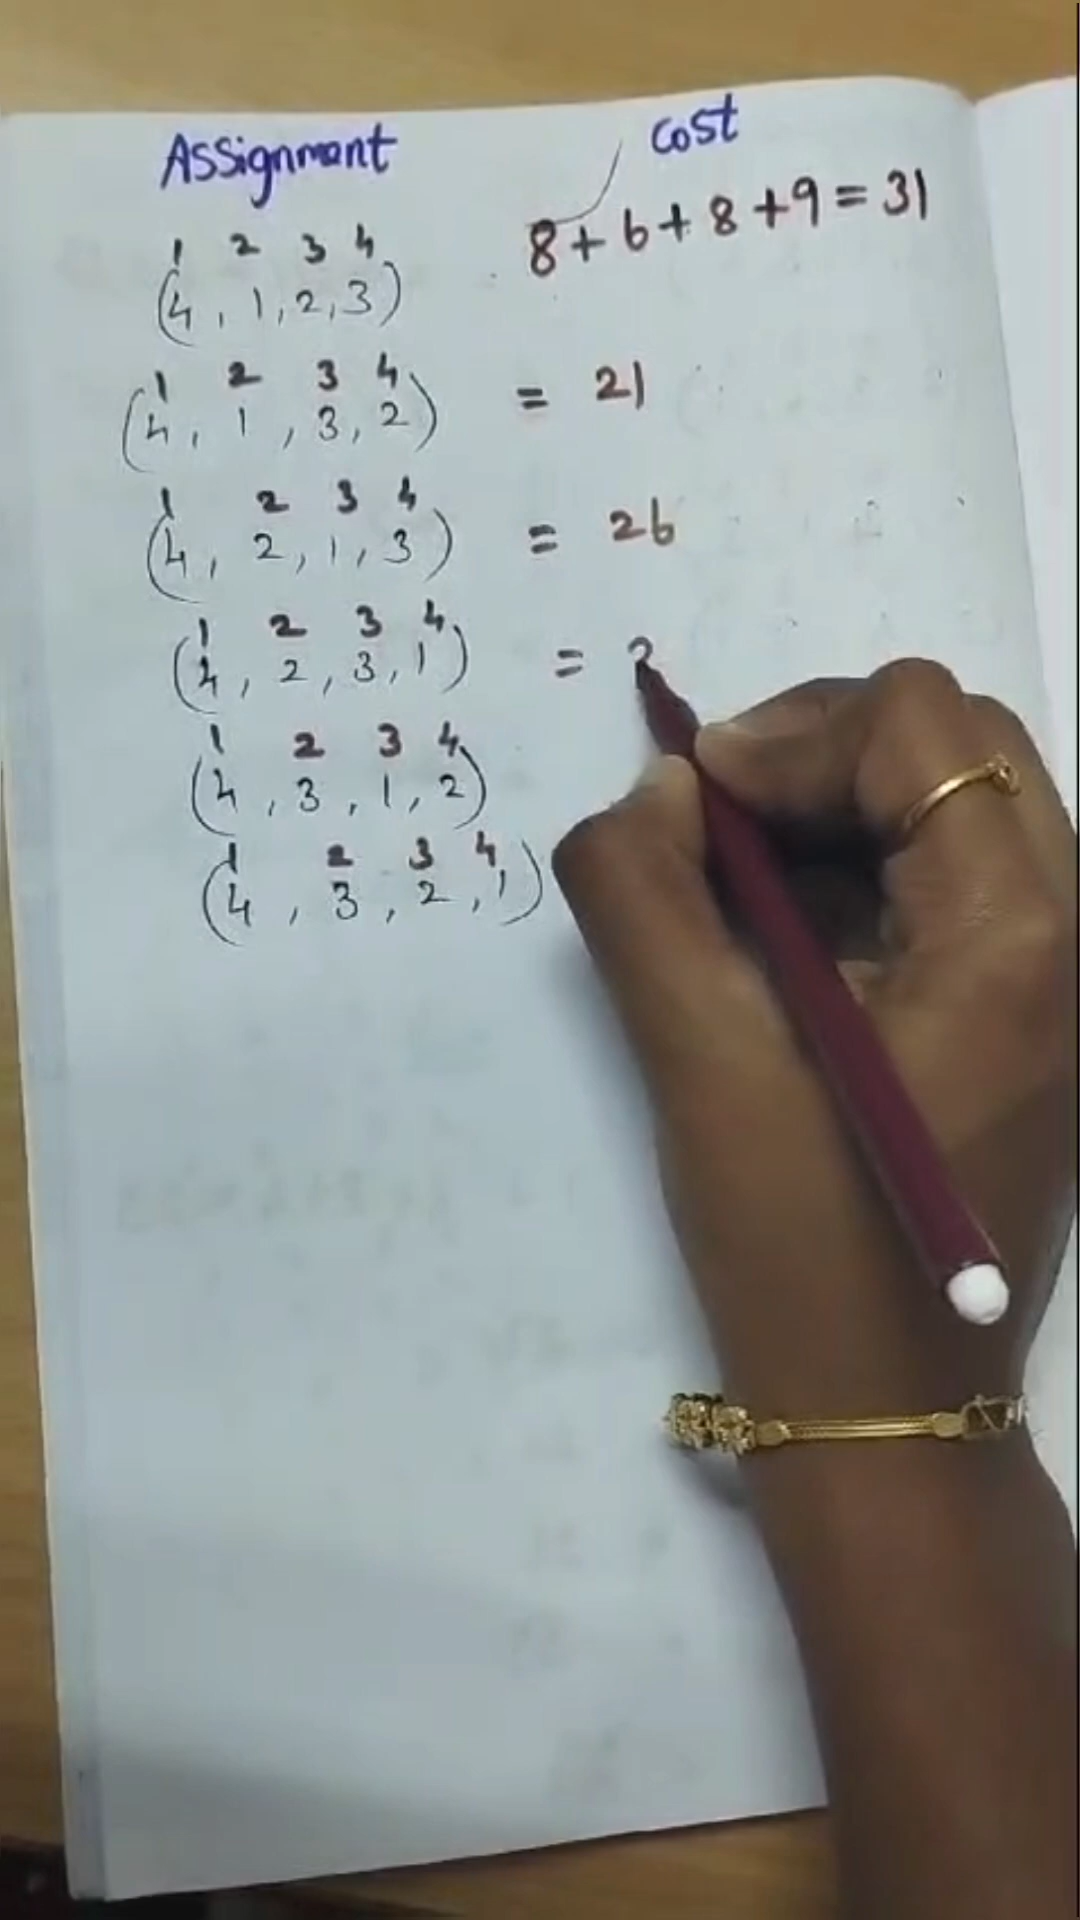 Assignment cost
1 2 3 4
(4, 1, 2, 3) 8+6+8+9=31
1 2 3 4
(4, 1, 3, 2) = 21
1 2 3 4
(4, 2, 1, 3) = 26
1 2 3 4
(4, 2, 3, 1) = 2
1 2 3 4
(4, 3, 1, 2)
1 2 3 4
(4, 3, 2, 1)